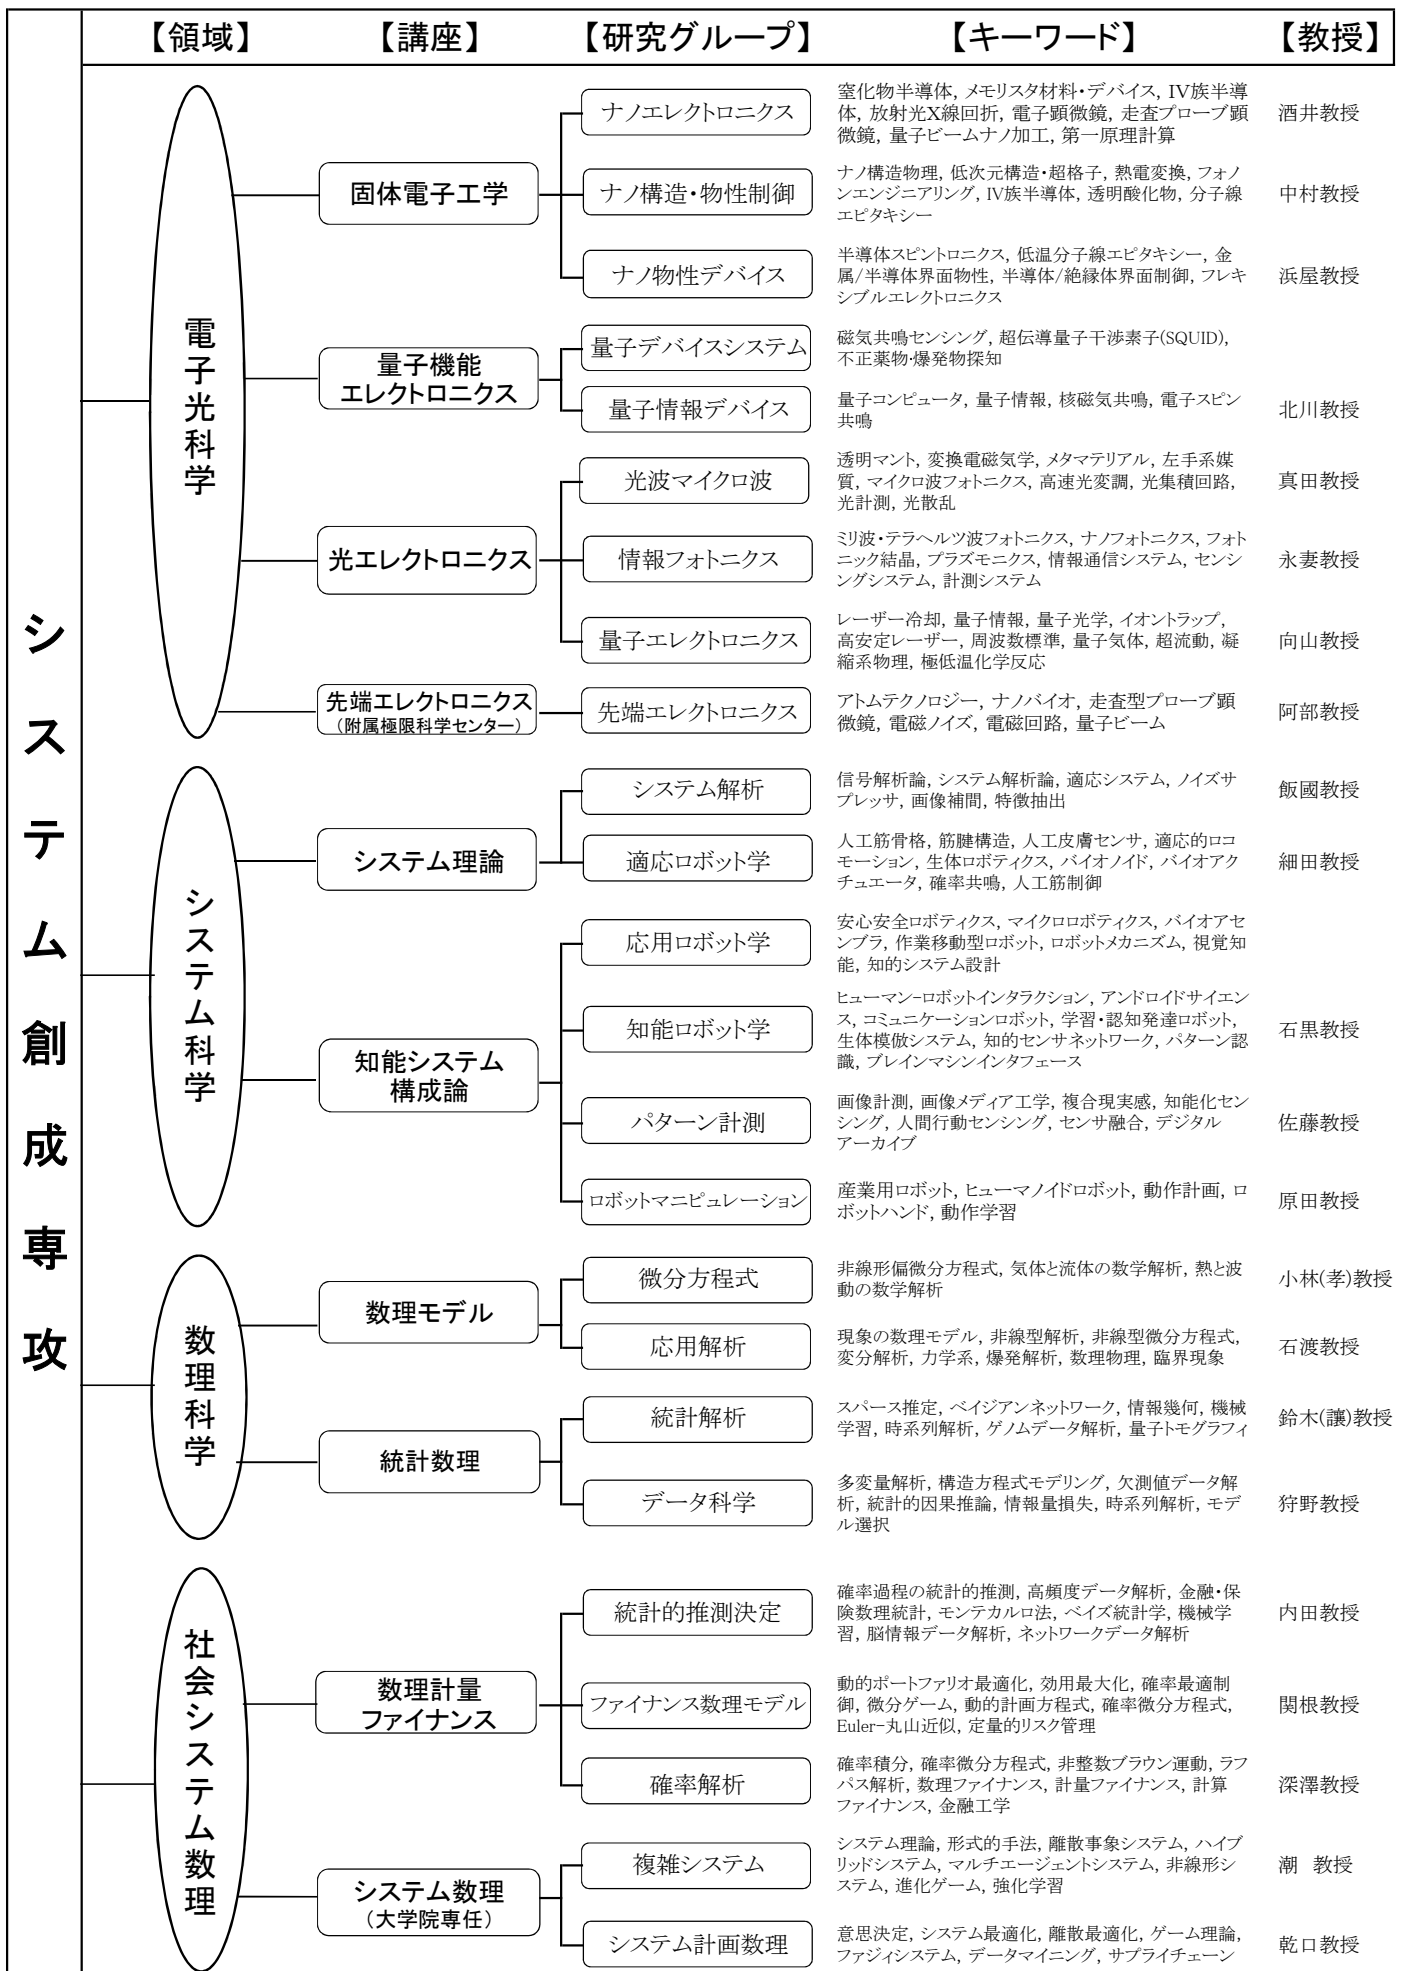 【領域】 【講座】 【研究グループ】 【キーワード】 【教授】
システム創成専攻
電子光科学
固体電子工学
ナノエレクトロニクス
窒化物半導体, メモリスタ材料・デバイス, IV族半導
体, 放射光X線回折, 電子顕微鏡, 走査プローブ顕
微鏡, 量子ビームナノ加工, 第一原理計算
酒井教授
ナノ構造・物性制御
ナノ構造物理, 低次元構造・超格子, 熱電変換, フォノ
ンエンジニアリング, IV族半導体, 透明酸化物, 分子線
エピタキシー
中村教授
ナノ物性デバイス
半導体スピントロニクス, 低温分子線エピタキシー, 金
属/半導体界面物性, 半導体/絶縁体界面制御, フレキ
シブルエレクトロニクス
浜屋教授
量子機能
エレクトロニクス
量子デバイスシステム
磁気共鳴センシング, 超伝導量子干渉素子(SQUID),
不正薬物・爆発物探知
量子情報デバイス
量子コンピュータ, 量子情報, 核磁気共鳴, 電子スピン
共鳴
北川教授
光エレクトロニクス
光波マイクロ波
透明マント, 変換電磁気学, メタマテリアル, 左手系媒
質, マイクロ波フォトニクス, 高速光変調, 光集積回路,
光計測, 光散乱
真田教授
情報フォトニクス
ミリ波・テラヘルツ波フォトニクス, ナノフォトニクス, フォト
ニック結晶, プラズモニクス, 情報通信システム, センシ
ングシステム, 計測システム
永妻教授
量子エレクトロニクス
レーザー冷却, 量子情報, 量子光学, イオントラップ,
高安定レーザー, 周波数標準, 量子気体, 超流動, 凝
縮系物理, 極低温化学反応
向山教授
先端エレクトロニクス
（附属極限科学センター）
先端エレクトロニクス
アトムテクノロジー, ナノバイオ, 走査型プローブ顕
微鏡, 電磁ノイズ, 電磁回路, 量子ビーム
阿部教授
システム科学
システム理論
システム解析
信号解析論, システム解析論, 適応システム, ノイズサ
プレッサ, 画像補間, 特徴抽出
飯國教授
適応ロボット学
人工筋骨格, 筋腱構造, 人工皮膚センサ, 適応的ロコ
モーション, 生体ロボティクス, バイオノイド, バイオアク
チュエータ, 確率共鳴, 人工筋制御
細田教授
知能システム
構成論
応用ロボット学
安心安全ロボティクス, マイクロロボティクス, バイオアセ
ンブラ, 作業移動型ロボット, ロボットメカニズム, 視覚知
能, 知的システム設計
知能ロボット学
ヒューマン-ロボットインタラクション, アンドロイドサイエン
ス, コミュニケーションロボット, 学習・認知発達ロボット,
生体模倣システム, 知的センサネットワーク, パターン認
識, ブレインマシンインタフェース
石黒教授
パターン計測
画像計測, 画像メディア工学, 複合現実感, 知能化セン
シング, 人間行動センシング, センサ融合, デジタル
アーカイブ
佐藤教授
ロボットマニピュレーション
産業用ロボット, ヒューマノイドロボット, 動作計画, ロ
ボットハンド, 動作学習
原田教授
数理科学
数理モデル
微分方程式
非線形偏微分方程式, 気体と流体の数学解析, 熱と波
動の数学解析
小林(孝)教授
応用解析
現象の数理モデル, 非線型解析, 非線型微分方程式,
変分解析, 力学系, 爆発解析, 数理物理, 臨界現象
石渡教授
統計数理
統計解析
スパース推定, ベイジアンネットワーク, 情報幾何, 機械
学習, 時系列解析, ゲノムデータ解析, 量子トモグラフィ
鈴木(讓)教授
データ科学
多変量解析, 構造方程式モデリング, 欠測値データ解
析, 統計的因果推論, 情報量損失, 時系列解析, モデ
ル選択
狩野教授
社会システム数理
数理計量
ファイナンス
統計的推測決定
確率過程の統計的推測, 高頻度データ解析, 金融・保
険数理統計, モンテカルロ法, ベイズ統計学, 機械学
習, 脳情報データ解析, ネットワークデータ解析
内田教授
ファイナンス数理モデル
動的ポートファリオ最適化, 効用最大化, 確率最適制
御, 微分ゲーム, 動的計画方程式, 確率微分方程式,
Euler-丸山近似, 定量的リスク管理
関根教授
確率解析
確率積分, 確率微分方程式, 非整数ブラウン運動, ラフ
パス解析, 数理ファイナンス, 計量ファイナンス, 計算
ファイナンス, 金融工学
深澤教授
システム数理
（大学院専任）
複雑システム
システム理論, 形式的手法, 離散事象システム, ハイブ
リッドシステム, マルチエージェントシステム, 非線形シ
ステム, 進化ゲーム, 強化学習
潮 教授
システム計画数理
意思決定, システム最適化, 離散最適化, ゲーム理論,
ファジィシステム, データマイニング, サプライチェーン
乾口教授